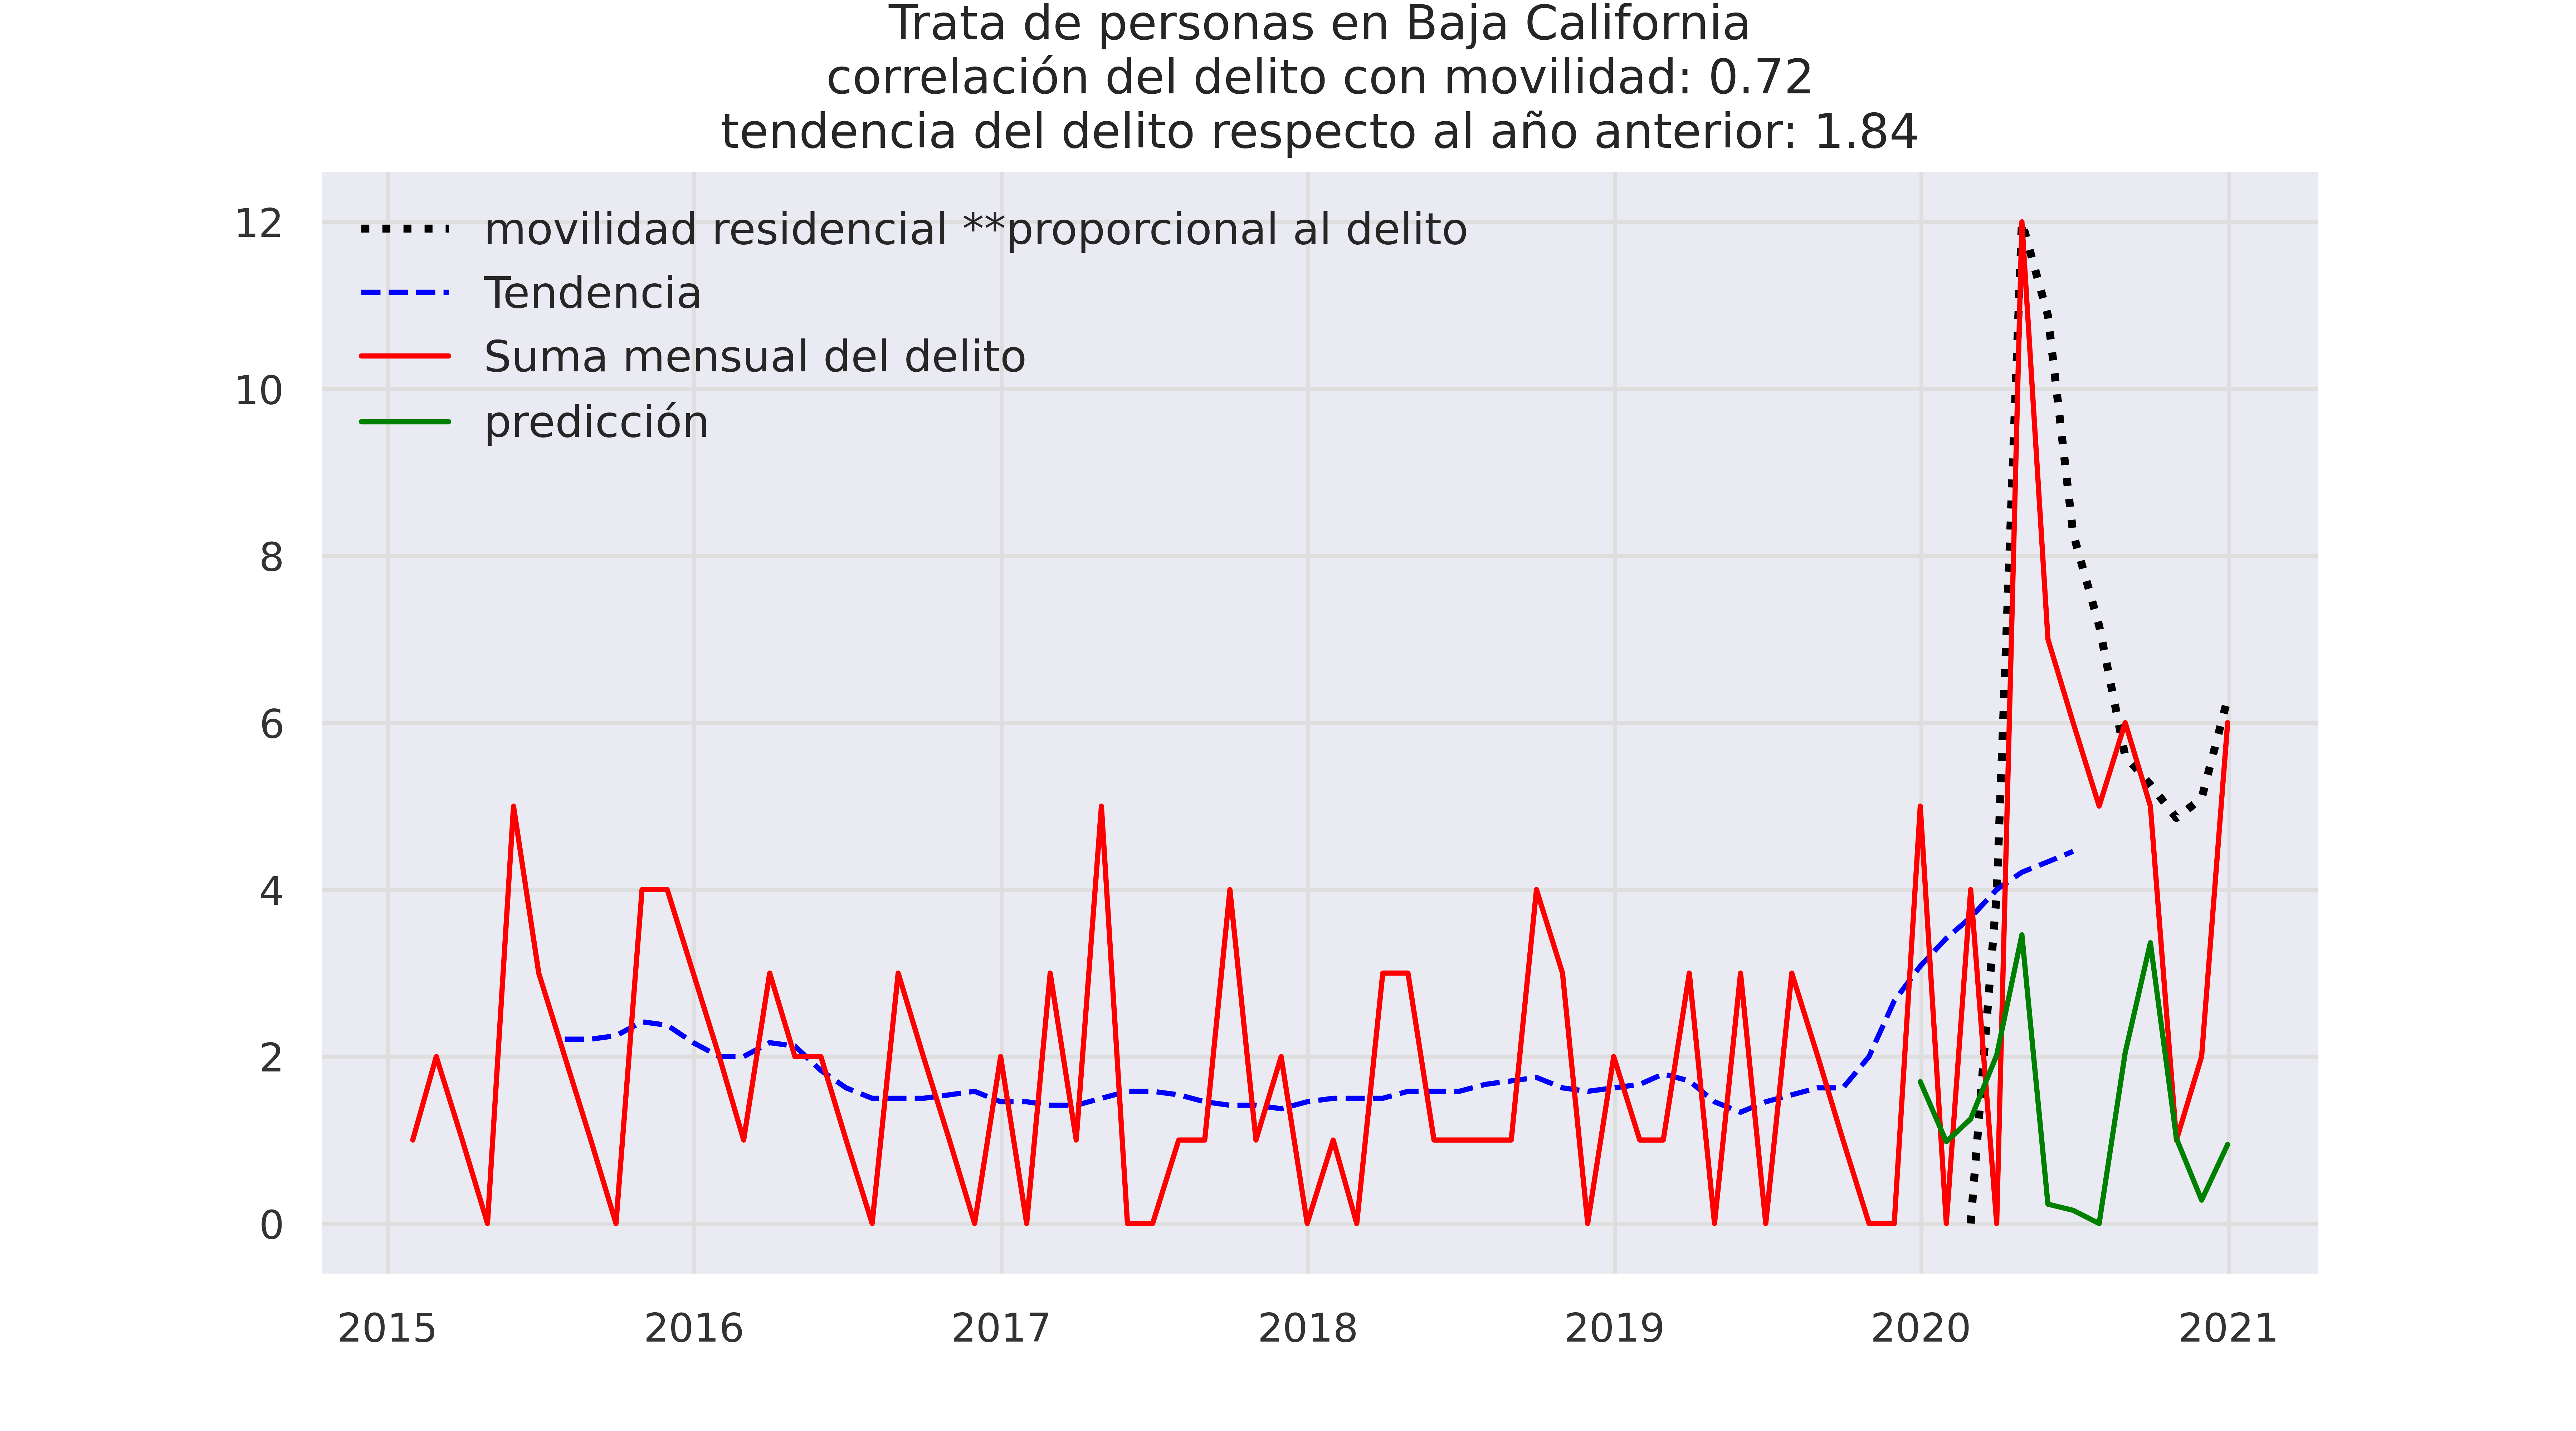 Trata de personas en Baja California
correlación del delito con movilidad: 0.72
tendencia del delito respecto al año anterior: 1.84
movilidad residencial **proporcional al delito
Tendencia
Suma mensual del delito
predicción
12
10
8
6
4
2
0
2015 2016 2017 2018 2019 2020 2021